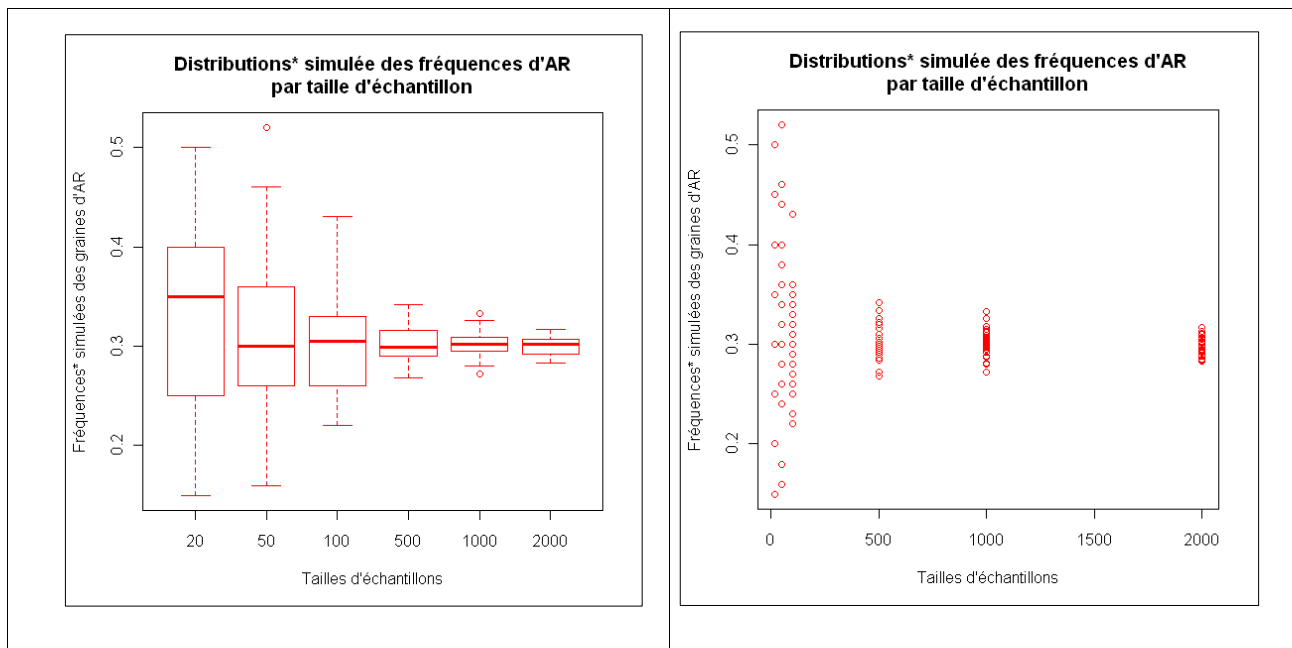 Distributions* simulée des fréquences d'AR
par taille d'échantillon
Fréquences* simulées des graines d'AR
0.5
0.4
0.3
0.2
20 50 100 500 1000 2000
Tailles d'échantillons
Distributions* simulée des fréquences d'AR
par taille d'échantillon
Fréquences* simulées des graines d'AR
0.5
0.4
0.3
0.2
0 500 1000 1500 2000
Tailles d'échantillons